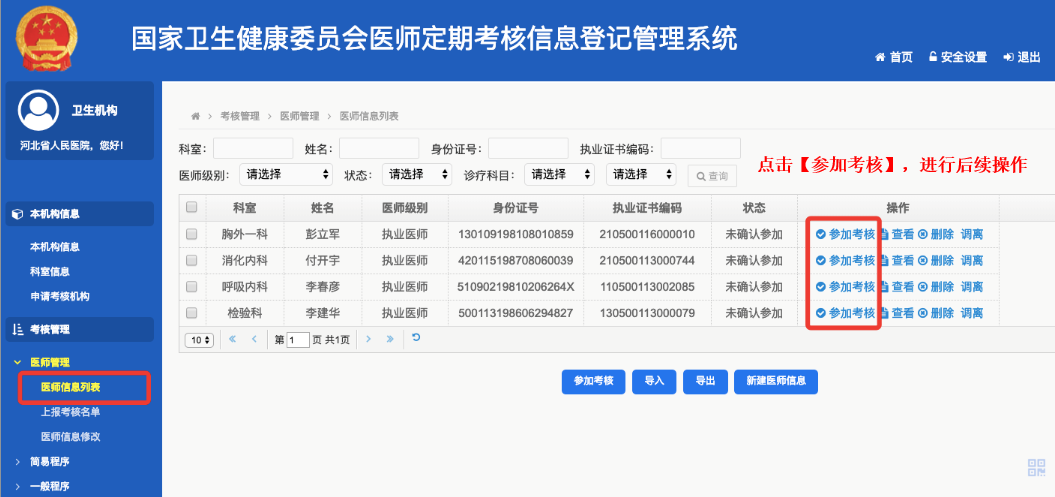 国家卫生健康委员会医师定期考核信息登记管理系统
首页 安全设置 退出
卫生机构
河北省人民医院，您好!
本机构信息
本机构信息
科室信息
申请考核机构
考核管理
医师管理
医师信息列表
上报考核名单
医师信息修改
简易程序
一般程序
考核管理 > 医师管理 > 医师信息列表
科室： 姓名： 身份证号： 执业证书编码：
医师级别： 请选择 状态： 请选择 诊疗科目： 请选择 请选择 查询
点击【参加考核】，进行后续操作
科室 姓名 医师级别 身份证号 执业证书编码 状态 操作
胸外一科 彭立军 执业医师 130109198108010859 210500116000010 未确认参加 参加考核 查看 删除 调离
消化内科 付开宇 执业医师 420115198708060039 210500113000744 未确认参加 参加考核 查看 删除 调离
呼吸内科 李春彦 执业医师 51090219810206264X 110500113002085 未确认参加 参加考核 查看 删除 调离
检验科 李建华 执业医师 500113198606294827 130500113000079 未确认参加 参加考核 查看 删除 调离
10 第 1 页 共1页
参加考核 导入 导出 新建医师信息